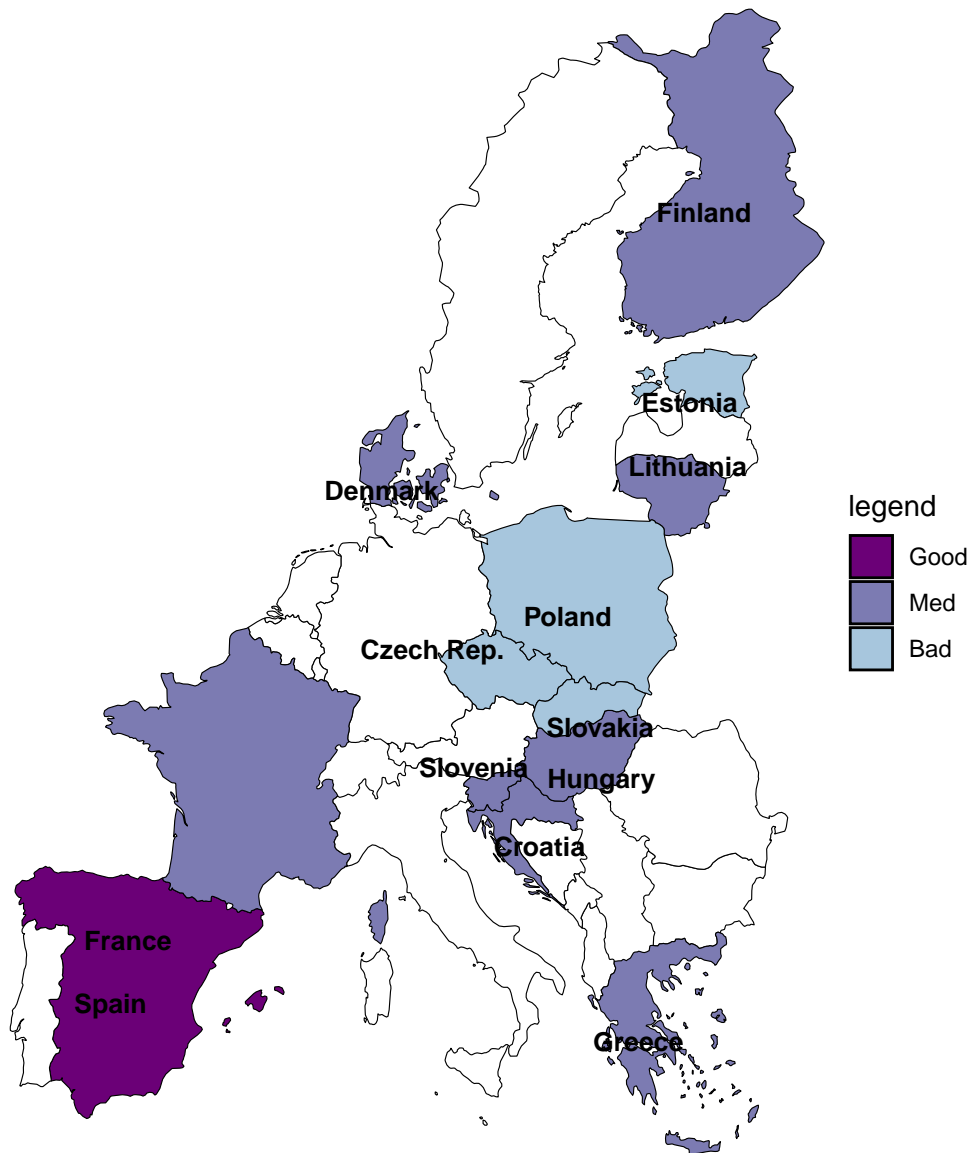 Finland
Estonia
Lithuania
Denmark
legend
Good
Med
Bad
Poland
Czech Rep.
Slovakia
Slovenia
Hungary
Croatia
France
Spain
Greece